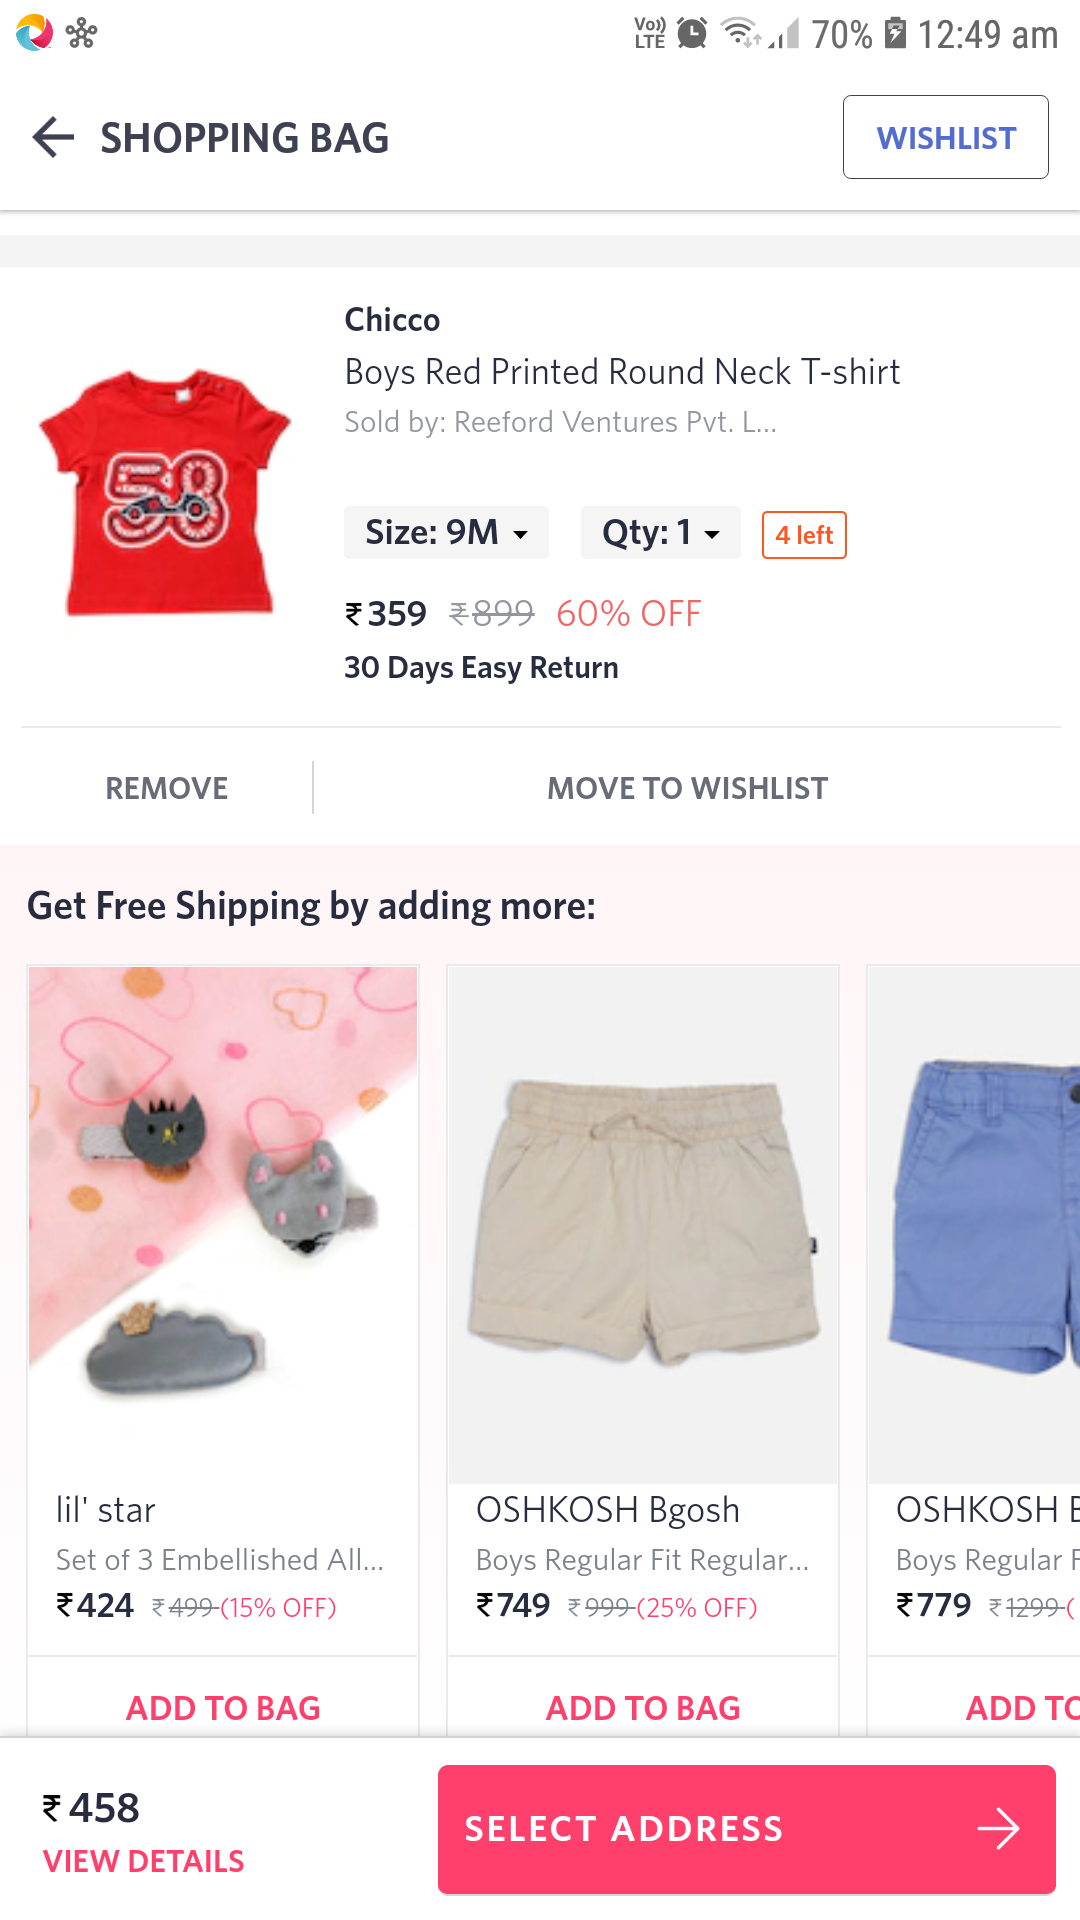 Vo)) LTE 70% 12:49 am
SHOPPING BAG
WISHLIST
Chicco
Boys Red Printed Round Neck T-shirt
Sold by: Reeford Ventures Pvt. L...
58
Size: 9M
Qty: 1
4 left
₹ 359 ₹ 899 60% OFF
30 Days Easy Return
REMOVE
MOVE TO WISHLIST
Get Free Shipping by adding more:
lil' star
Set of 3 Embellished All...
₹ 424 ₹ 499 (15% OFF)
ADD TO BAG
OSHKOSH Bgosh
Boys Regular Fit Regular...
₹ 749 ₹ 999 (25% OFF)
ADD TO BAG
OSHKOSH
Boys Regular
₹ 779 ₹ 1299 (
ADD TO
₹ 458
VIEW DETAILS
SELECT ADDRESS